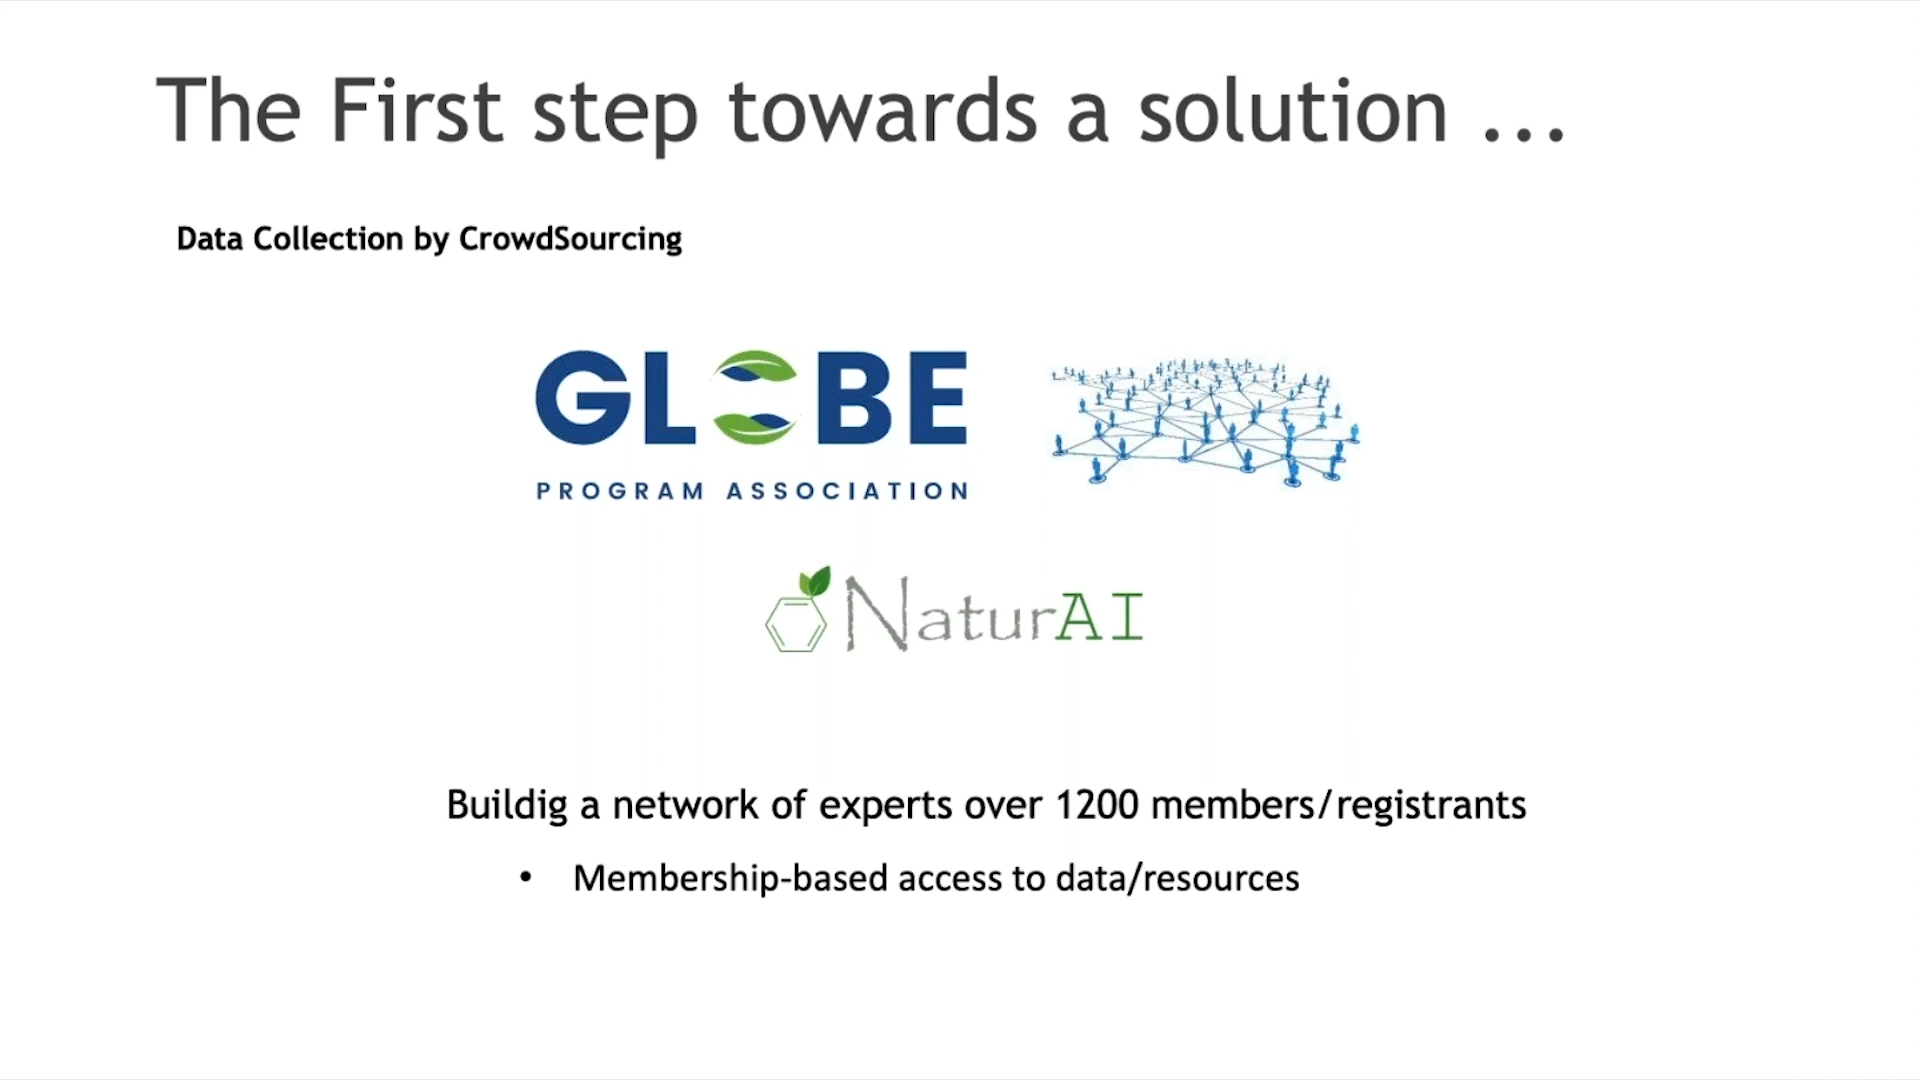 The First step towards a solution ...
Data Collection by CrowdSourcing
GLOBE
PROGRAM ASSOCIATION
NaturAI
Buildig a network of experts over 1200 members/registrants
• Membership-based access to data/resources